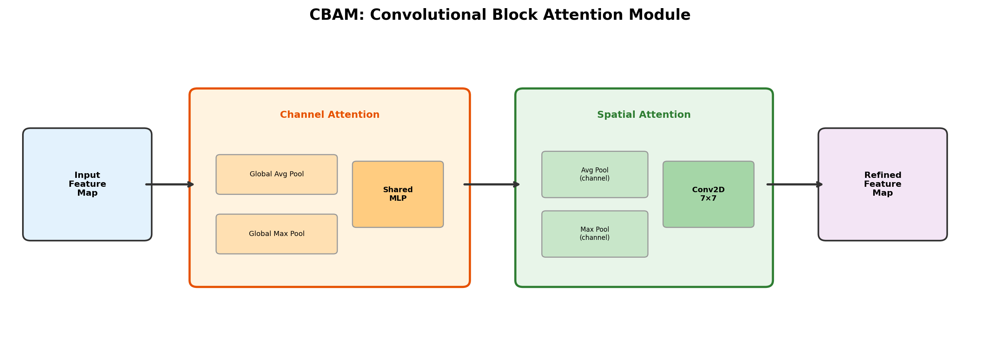 CBAM: Convolutional Block Attention Module
Input
Feature
Map
Channel Attention
Global Avg Pool
Global Max Pool
Shared
MLP
Spatial Attention
Avg Pool
(channel)
Max Pool
(channel)
Conv2D
7×7
Refined
Feature
Map